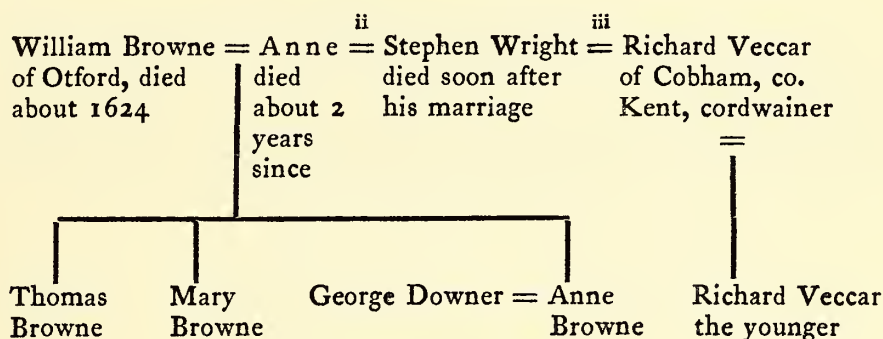 ii iii
William Browne = Anne = Stephen Wright = Richard Veccar
of Otford, died died died soon after of Cobham, co.
about 1624 about 2 his marriage Kent, cordwainer
years =
since
Thomas Mary George Downer = Anne Richard Veccar
Browne Browne Browne the younger